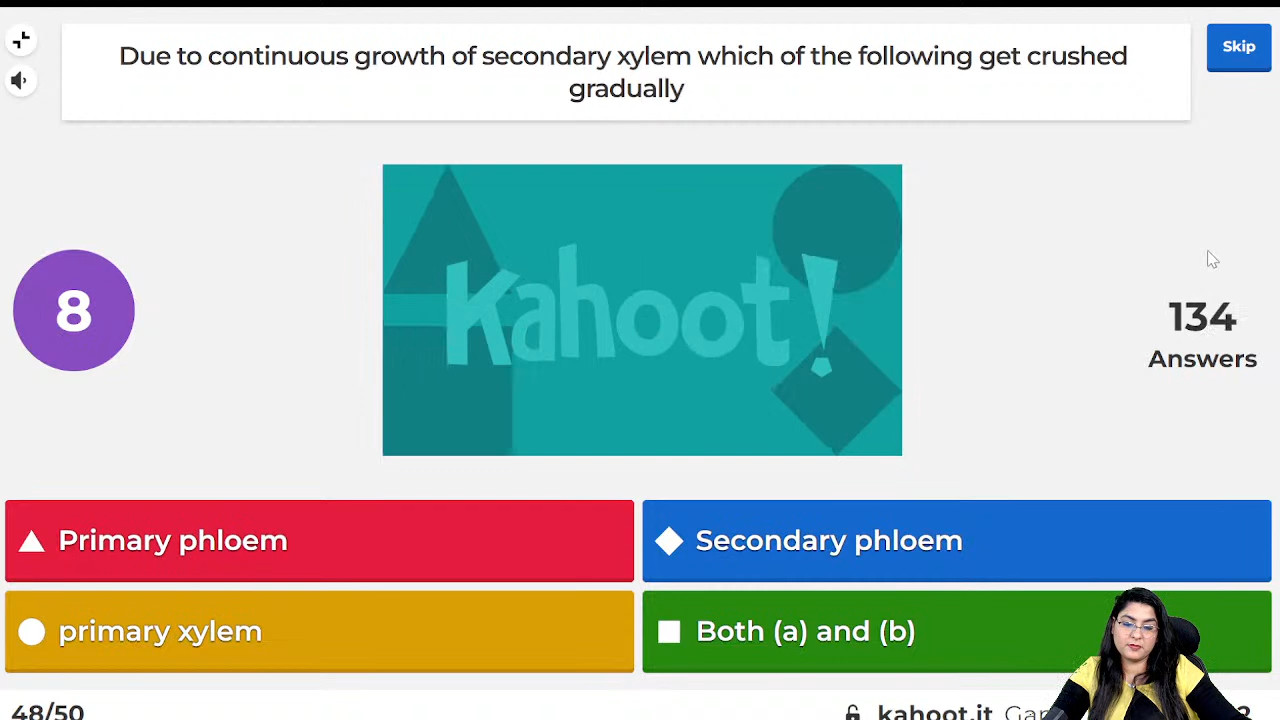 Due to continuous growth of secondary xylem which of the following get crushed
gradually
Skip
8
Kahoot!
134
Answers
Primary phloem
Secondary phloem
primary xylem
Both (a) and (b)
48/50
kahoot.it